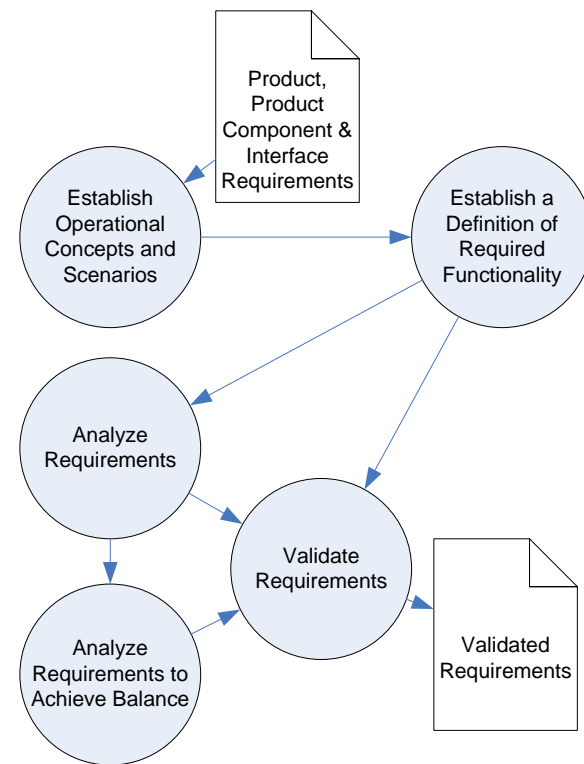 Product,
Product
Component &
Interface
Requirements
Establish
Operational
Concepts and
Scenarios
Establish a
Definition of
Required
Functionality
Analyze
Requirements
Validate
Requirements
Analyze
Requirements to
Achieve Balance
Validated
Requirements